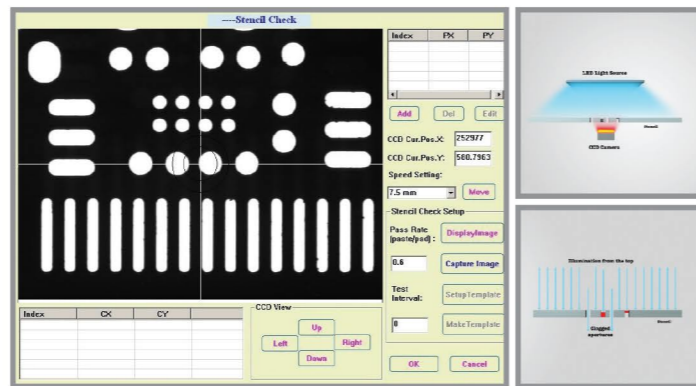 ----Stencil Check
Index PX PY
Add Del Edit
CCD Cur.Pos.X: 252977
CCD Cur.Pos.Y: 580.7963
Speed Setting:
7.5 mm Move
Stencil Check Setup
Pass Rate
(paste/pad) :
DisplayImage
0.6 Capture Image
Test
Interval:
SetupTemplate
0 MakeTemplate
OK Cancel
Index CX CY
CCD View
Up
Left Right
Down
LED Light Source
Stencil
CCD Camera
Illumination from the top
Stencil
Clogged
apertures